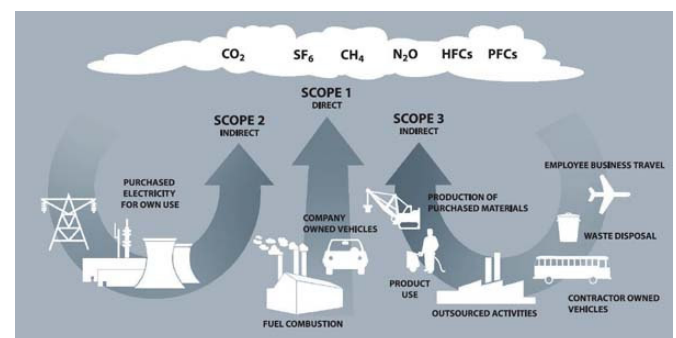 CO₂ SF₆ CH₄ N₂O HFCs PFCs
SCOPE 1
DIRECT
SCOPE 2
INDIRECT
SCOPE 3
INDIRECT
EMPLOYEE BUSINESS TRAVEL
PURCHASED
ELECTRICITY
FOR OWN USE
PRODUCTION OF
PURCHASED MATERIALS
COMPANY
OWNED VEHICLES
WASTE DISPOSAL
PRODUCT
USE
CONTRACTOR OWNED
VEHICLES
OUTSOURCED ACTIVITIES
FUEL COMBUSTION